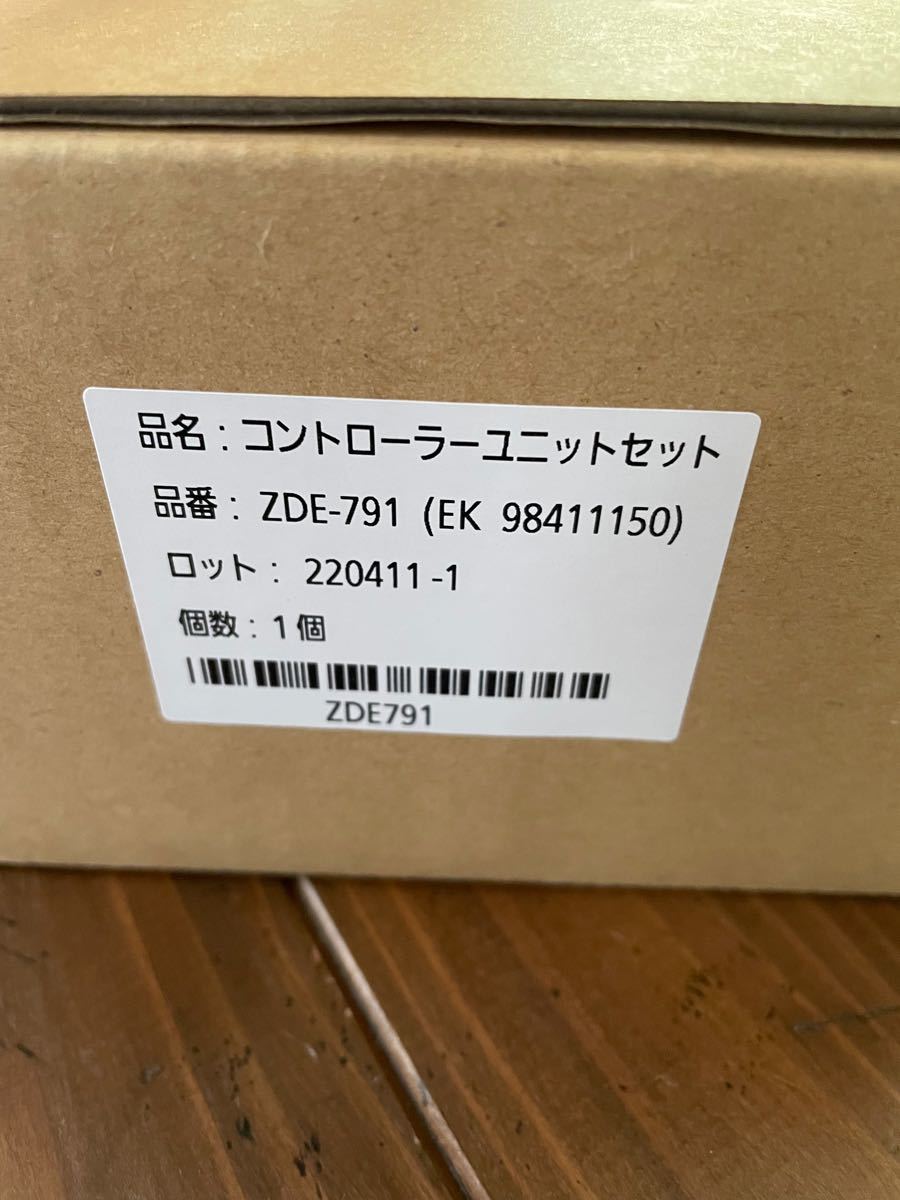 品名：コントローラーユニットセット
品番：ZDE-791 (EK 98411150)
ロット：220411-1
個数：1個
ZDE791